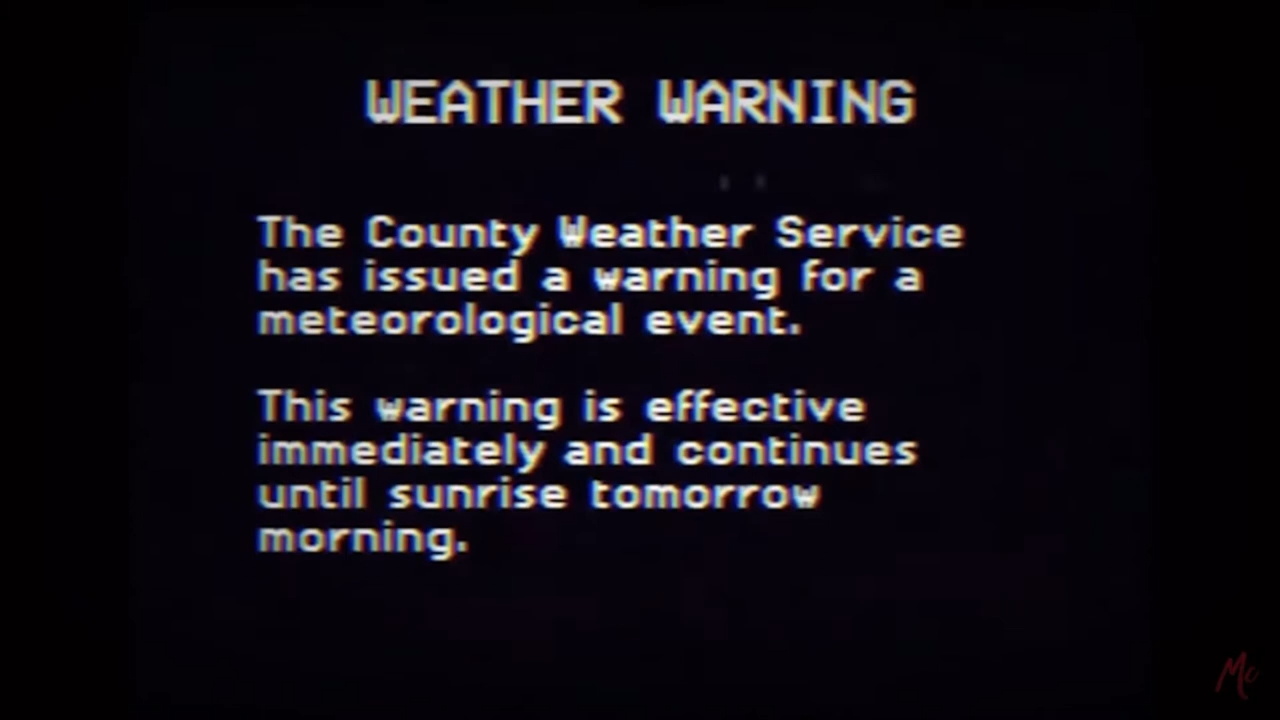 WEATHER WARNING
The County Weather Service
has issued a warning for a
meteorological event.
This warning is effective
immediately and continues
until sunrise tomorrow
morning.
Mc